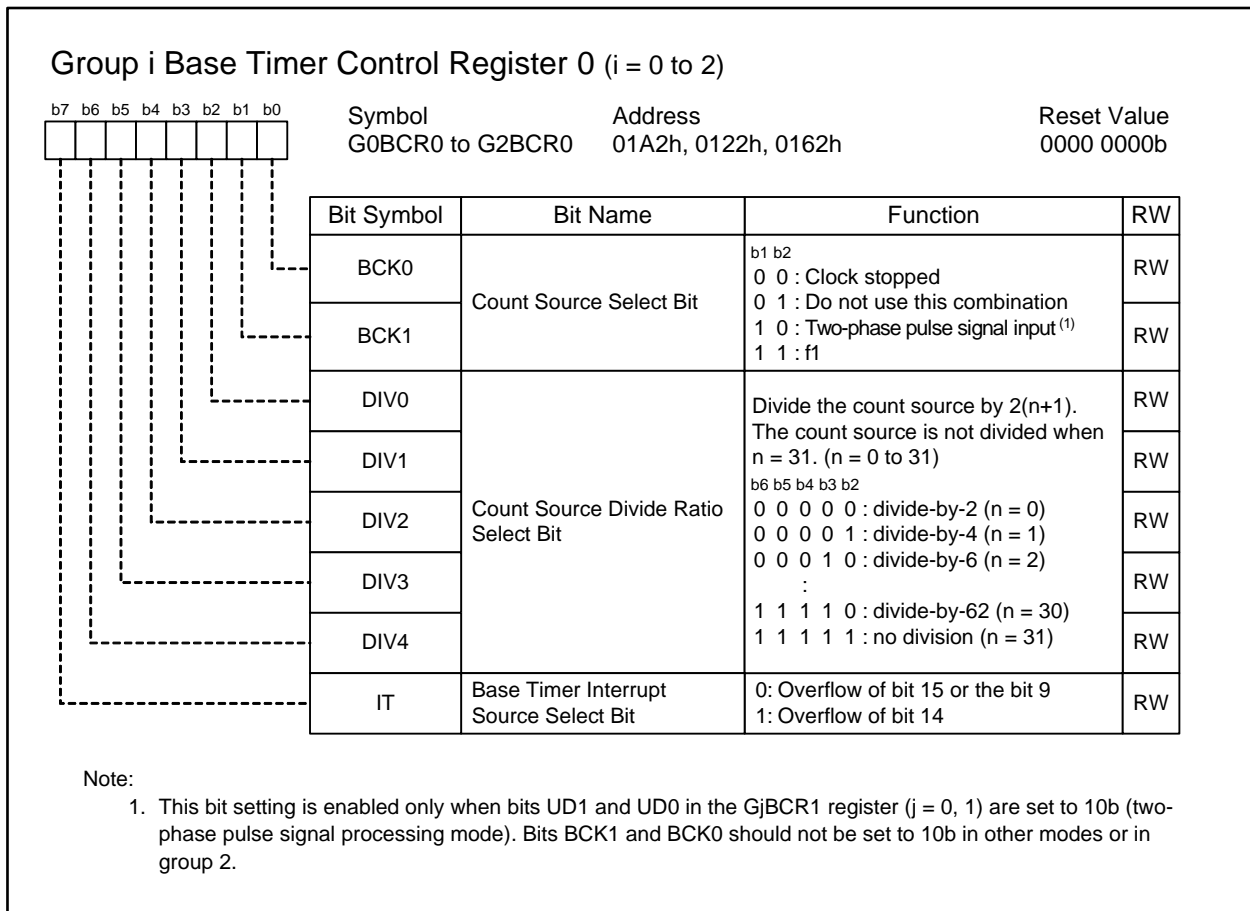 Group i Base Timer Control Register 0 (i = 0 to 2)
b7 b6 b5 b4 b3 b2 b1 b0
Symbol Address Reset Value
G0BCR0 to G2BCR0 01A2h, 0122h, 0162h 0000 0000b
Bit Symbol Bit Name Function RW
BCK0
BCK1
Count Source Select Bit
b1 b2
0 0 : Clock stopped
0 1 : Do not use this combination
1 0 : Two-phase pulse signal input (1)
1 1 : f1
RW
RW
DIV0
DIV1
DIV2
DIV3
DIV4
Count Source Divide Ratio
Select Bit
Divide the count source by 2(n+1).
The count source is not divided when
n = 31. (n = 0 to 31)
b6 b5 b4 b3 b2
0 0 0 0 0 : divide-by-2 (n = 0)
0 0 0 0 1 : divide-by-4 (n = 1)
0 0 0 1 0 : divide-by-6 (n = 2)
:
1 1 1 1 0 : divide-by-62 (n = 30)
1 1 1 1 1 : no division (n = 31)
RW
RW
RW
RW
RW
IT
Base Timer Interrupt
Source Select Bit
0: Overflow of bit 15 or the bit 9
1: Overflow of bit 14
RW
Note:
1. This bit setting is enabled only when bits UD1 and UD0 in the GjBCR1 register (j = 0, 1) are set to 10b (two-
phase pulse signal processing mode). Bits BCK1 and BCK0 should not be set to 10b in other modes or in
group 2.